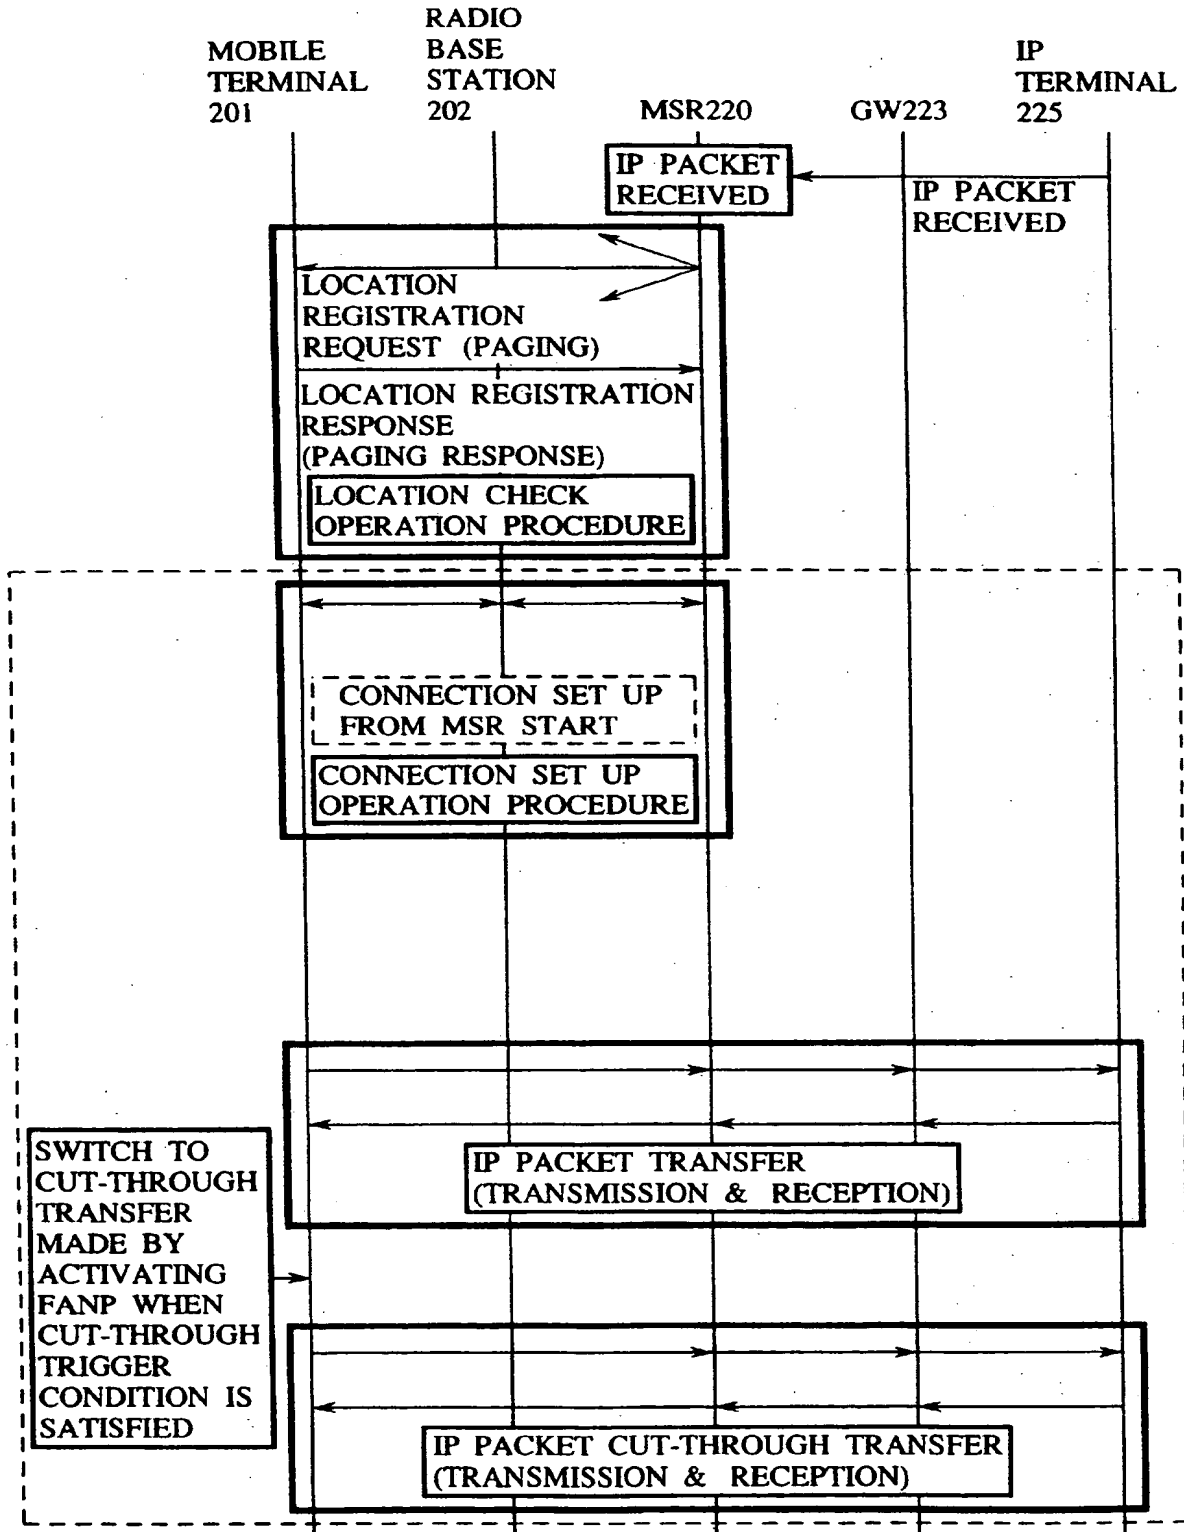 MOBILE
TERMINAL
201
RADIO
BASE
STATION
202
MSR220
GW223
IP
TERMINAL
225
IP PACKET
RECEIVED
IP PACKET
RECEIVED
LOCATION
REGISTRATION
REQUEST (PAGING)
LOCATION REGISTRATION
RESPONSE
(PAGING RESPONSE)
LOCATION CHECK
OPERATION PROCEDURE
CONNECTION SET UP
FROM MSR START
CONNECTION SET UP
OPERATION PROCEDURE
IP PACKET TRANSFER
(TRANSMISSION & RECEPTION)
SWITCH TO
CUT-THROUGH
TRANSFER
MADE BY
ACTIVATING
FANP WHEN
CUT-THROUGH
TRIGGER
CONDITION IS
SATISFIED
IP PACKET CUT-THROUGH TRANSFER
(TRANSMISSION & RECEPTION)